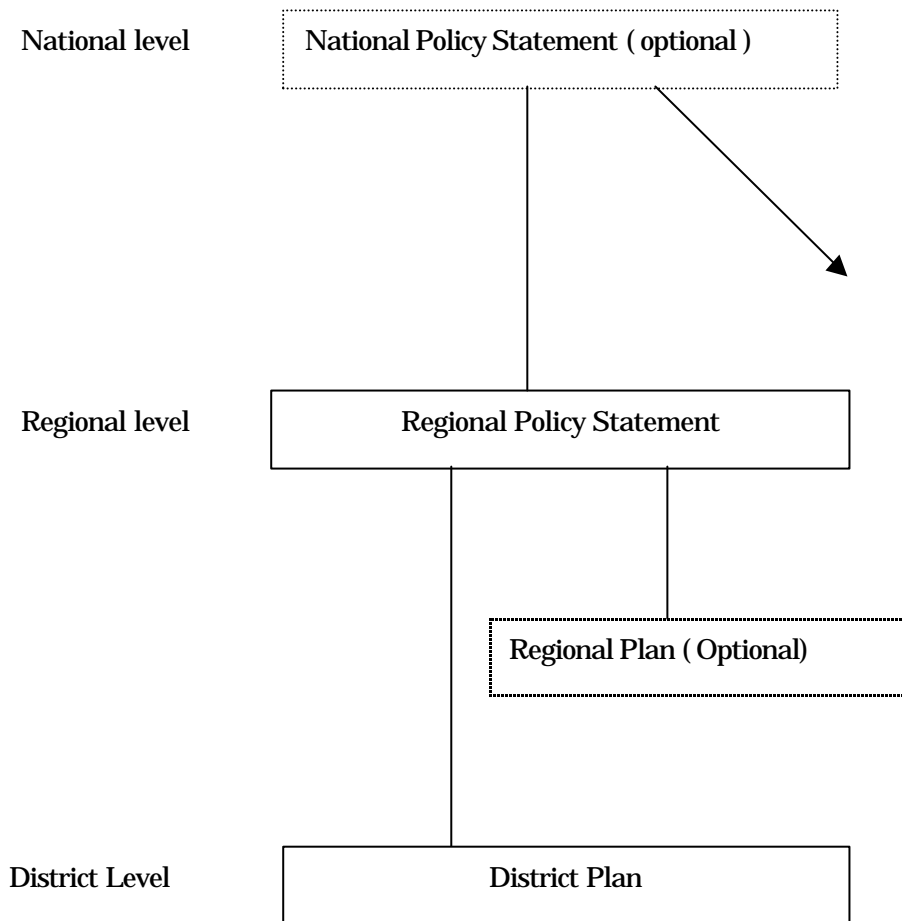 National level
National Policy Statement ( optional )
Regional level
Regional Policy Statement
Regional Plan ( Optional)
District Level
District Plan